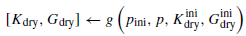 [K_dry, G_dry] ← g (p_ini, p, K_dry^ini, G_dry^ini)